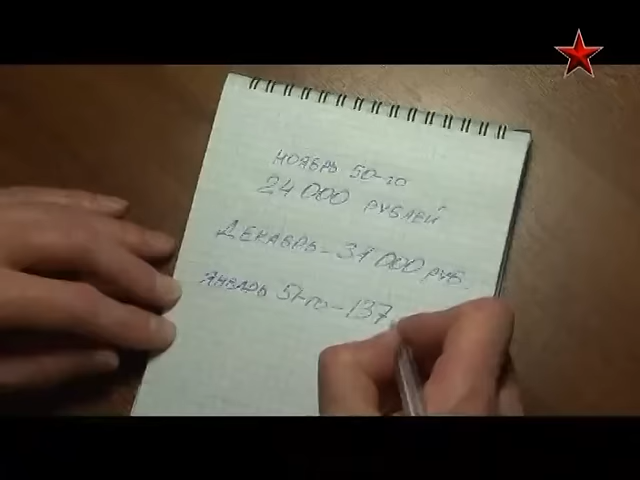 НОЯБРЬ 50-го
24 000 РУБЛЕЙ
ДЕКАБРЬ - 31 000 РУБ.
ЯНВАРЬ 51-го - 137